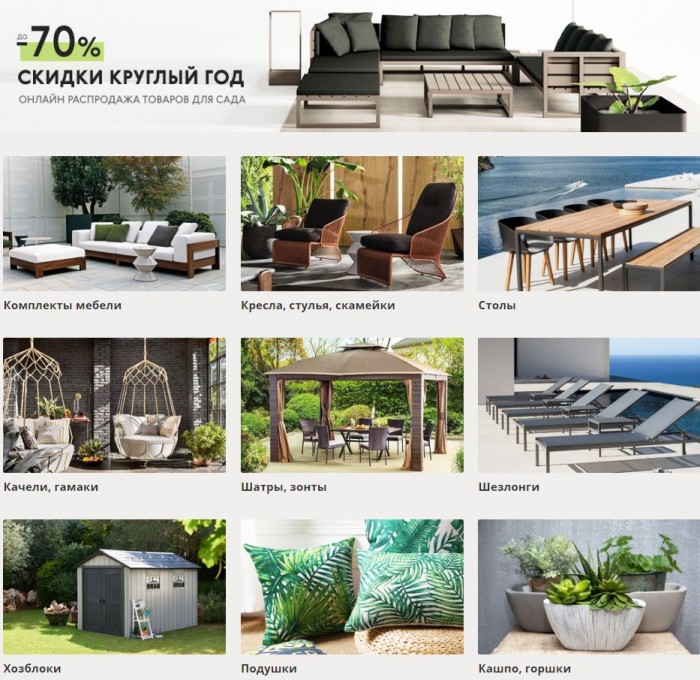 до
-70%
СКИДКИ КРУГЛЫЙ ГОД
ОНЛАЙН РАСПРОДАЖА ТОВАРОВ ДЛЯ САДА
Комплекты мебели
Кресла, стулья, скамейки
Столы
Качели, гамаки
Шатры, зонты
Шезлонги
Хозблоки
Подушки
Кашпо, горшки